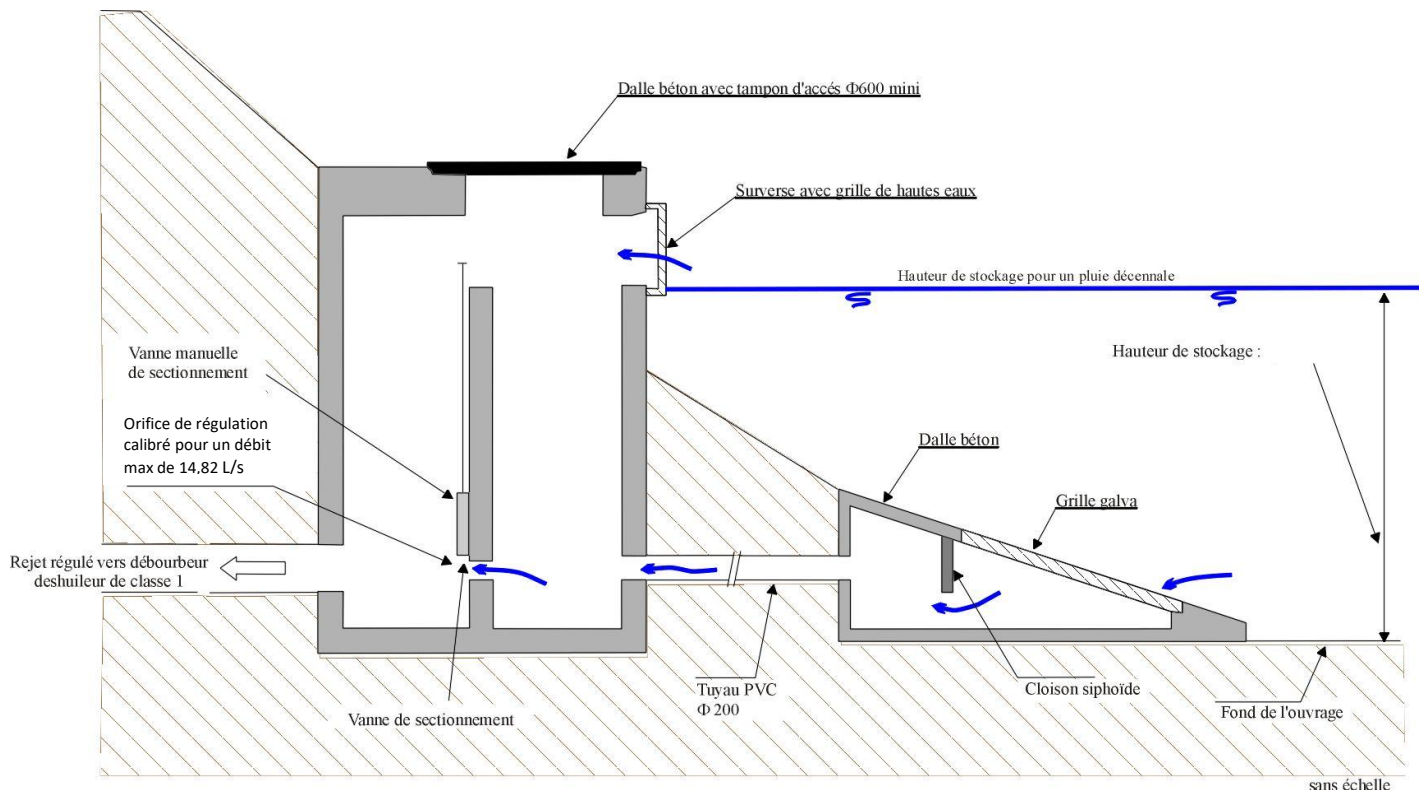 Dalle béton avec tampon d'accés Φ600 mini
Surverse avec grille de hautes eaux
Hauteur de stockage pour un pluie décennale
Vanne manuelle
de sectionnement
Hauteur de stockage :
Orifice de régulation
calibré pour un débit
max de 14,82 L/s
Dalle béton
Grille galva
Rejet régulé vers débourbeur
deshuileur de classe 1
Tuyau PVC
Φ 200
Cloison siphoïde
Vanne de sectionnement
Fond de l'ouvrage
sans échelle